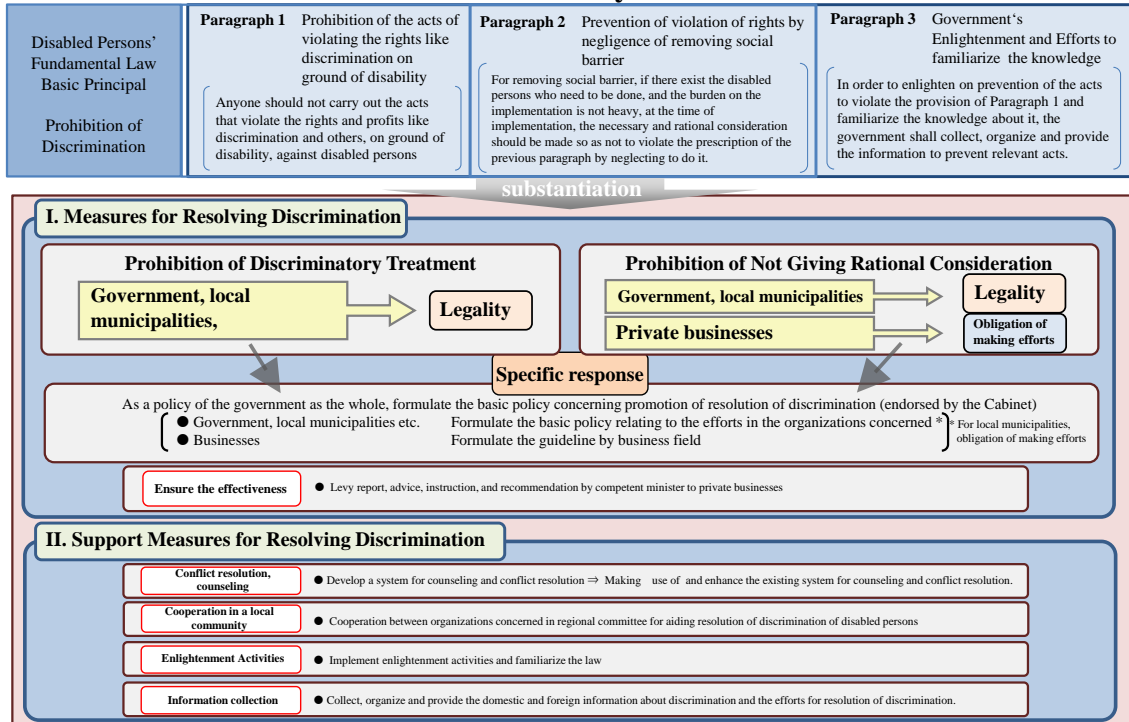 Disabled Persons’
Fundamental Law
Basic Principal
Prohibition of
Discrimination
Paragraph 1 Prohibition of the acts of
violating the rights like
discrimination on
ground of disability
Anyone should not carry out the acts
that violate the rights and profits like
discrimination and others, on ground of
disability, against disabled persons
Paragraph 2 Prevention of violation of rights by
negligence of removing social
barrier
For removing social barrier, if there exist the disabled
persons who need to be done, and the burden on the
implementation is not heavy, at the time of
implementation, the necessary and rational consideration
should be made so as not to violate the prescription of the
previous paragraph by neglecting to do it.
Paragraph 3 Government‘s
Enlightenment and Efforts to
familiarize the knowledge
In order to enlighten on prevention of the acts
to violate the provision of Paragraph 1 and
familiarize the knowledge about it, the
government shall collect, organize and provide
the information to prevent relevant acts.
substantiation
I. Measures for Resolving Discrimination
Prohibition of Discriminatory Treatment
Government, local
municipalities,
Legality
Prohibition of Not Giving Rational Consideration
Government, local municipalities
Legality
Private businesses
Obligation of
making efforts
Specific response
As a policy of the government as the whole, formulate the basic policy concerning promotion of resolution of discrimination (endorsed by the Cabinet)
● Government, local municipalities etc. Formulate the basic policy relating to the efforts in the organizations concerned *
● Businesses Formulate the guideline by business field
* For local municipalities,
obligation of making efforts
Ensure the effectiveness ● Levy report, advice, instruction, and recommendation by competent minister to private businesses
II. Support Measures for Resolving Discrimination
Conflict resolution,
counseling
● Develop a system for counseling and conflict resolution ⇒ Making use of and enhance the existing system for counseling and conflict resolution.
Cooperation in a local
community
● Cooperation between organizations concerned in regional committee for aiding resolution of discrimination of disabled persons
Enlightenment Activities ● Implement enlightenment activities and familiarize the law
Information collection ● Collect, organize and provide the domestic and foreign information about discrimination and the efforts for resolution of discrimination.